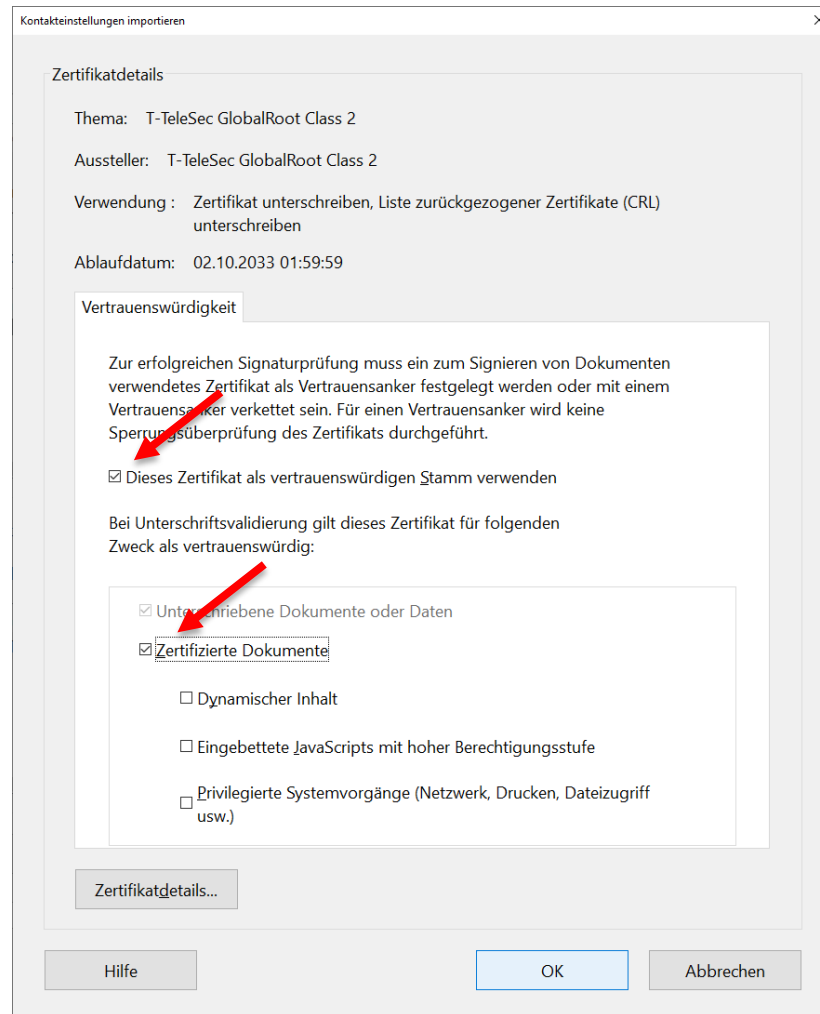 Kontakteinstellungen importieren
Zertifikatdetails
Thema: T-TeleSec GlobalRoot Class 2
Aussteller: T-TeleSec GlobalRoot Class 2
Verwendung : Zertifikat unterschreiben, Liste zurückgezogener Zertifikate (CRL)
unterschreiben
Ablaufdatum: 02.10.2033 01:59:59
Vertrauenswürdigkeit
Zur erfolgreichen Signaturprüfung muss ein zum Signieren von Dokumenten
verwendetes Zertifikat als Vertrauensanker festgelegt werden oder mit einem
Vertrauensanker verkettet sein. Für einen Vertrauensanker wird keine
Sperrungsüberprüfung des Zertifikats durchgeführt.
Dieses Zertifikat als vertrauenswürdigen Stamm verwenden
Bei Unterschriftsvalidierung gilt dieses Zertifikat für folgenden
Zweck als vertrauenswürdig:
Unterschriebene Dokumente oder Daten
Zertifizierte Dokumente
Dynamischer Inhalt
Eingebettete JavaScripts mit hoher Berechtigungsstufe
Privilegierte Systemvorgänge (Netzwerk, Drucken, Dateizugriff
usw.)
Zertifikatdetails...
Hilfe
OK
Abbrechen